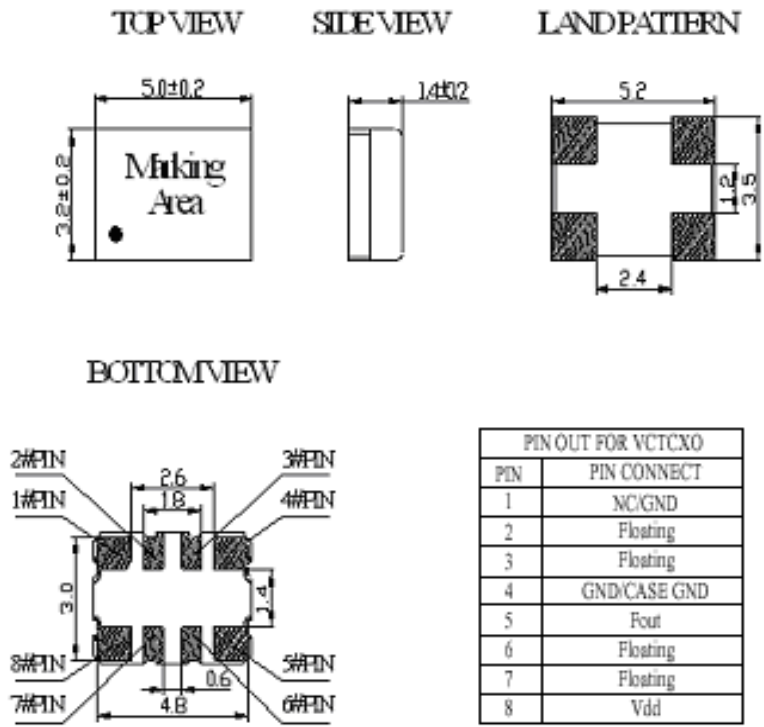 TOP VIEW
SIDE VIEW
LAND PATTERN
5.0±0.2
1.4±0.2
5.2
3.2±0.2
Marking
Area
1.2
3.5
2.4
BOTTOM VIEW
2#PIN
3#PIN
1#PIN
4#PIN
2.6
1.8
3.0
1.4
8#PIN
5#PIN
0.6
7#PIN
4.8
6#PIN
PIN OUT FOR VCTCXO
PIN PIN CONNECT
1 NC/GND
2 Floating
3 Floating
4 GND/CASE GND
5 Fout
6 Floating
7 Floating
8 Vdd